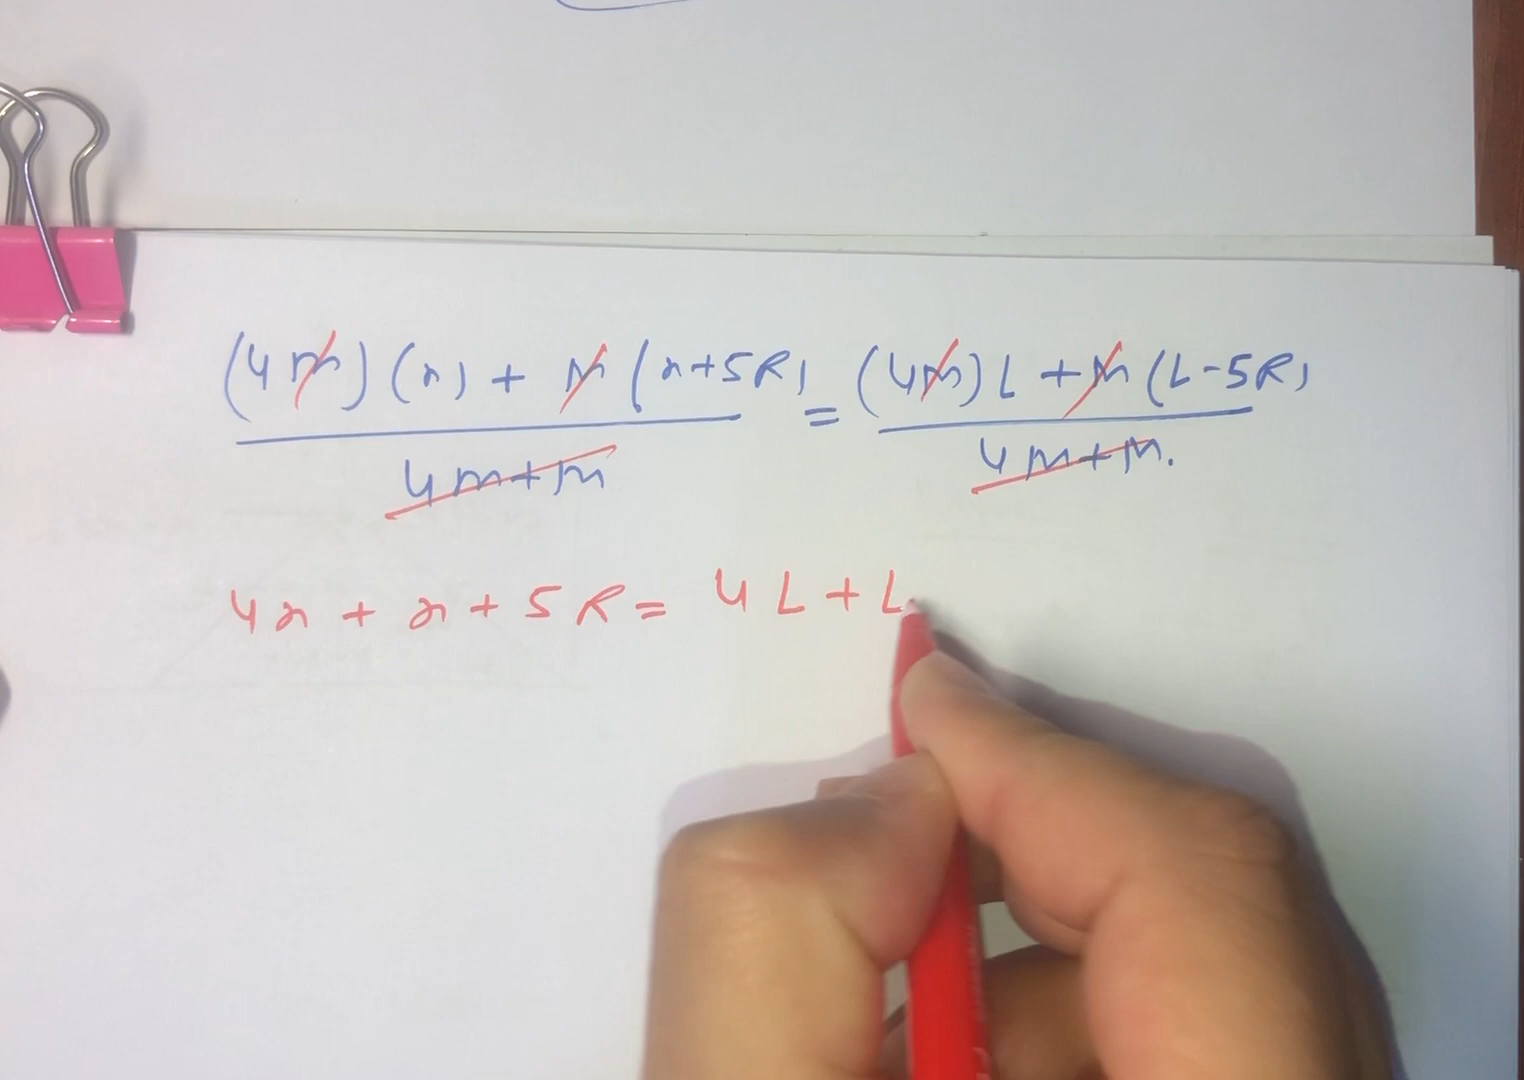 (4m)(x) + m(x+5R) = (4m)L + m(L-5R)
4m+m 4m+m.
4x + x + 5R = 4L + L